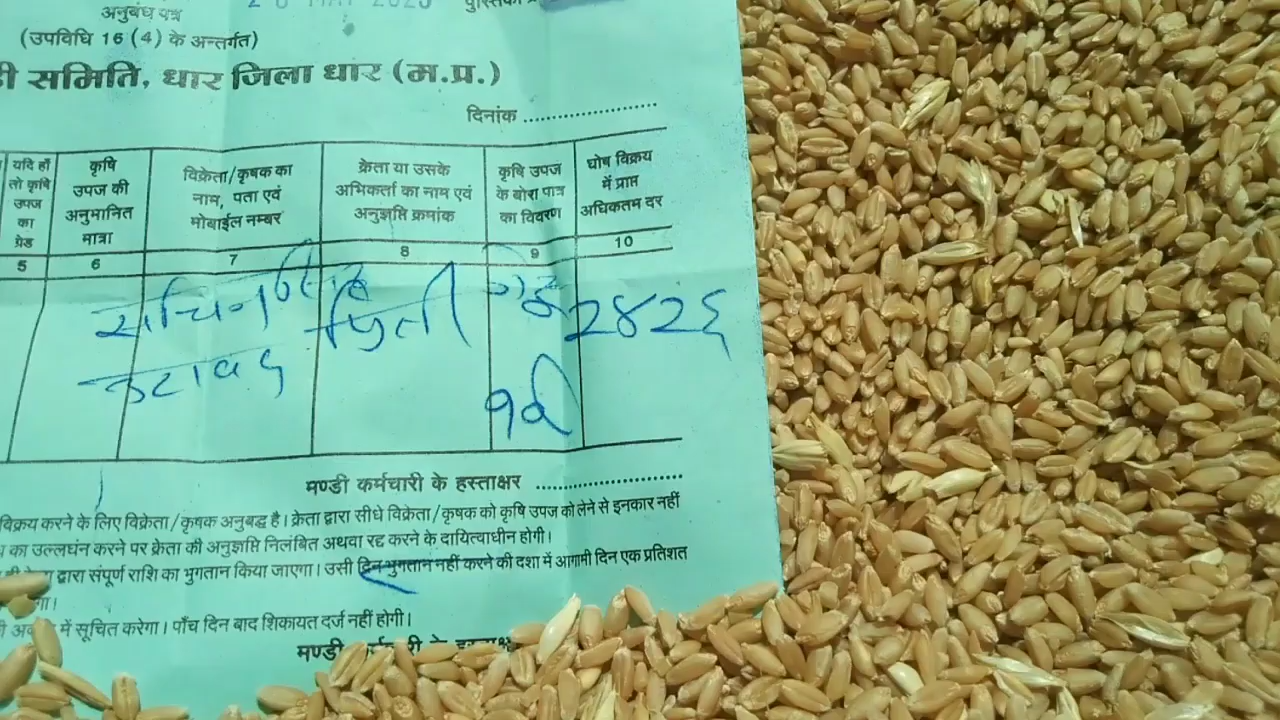 अनुबंध पत्र
(उपविधि 16 (4) के अन्तर्गत)
समिति, धार जिला धार (म.प्र.)
दिनांक
यदि हाँ तो कृषि उपज का ग्रेड
कृषि उपज की अनुमानित मात्रा
विक्रेता/कृषक का नाम, पता एवं मोबाईल नम्बर
क्रेता या उसके अभिकर्ता का नाम एवं अनुज्ञप्ति क्रमांक
कृषि उपज के बोरा पात्र का विवरण
घोष विक्रय में प्राप्त अधिकतम दर
5 6 7 8 9 10
सचिन 2426
मण्डी कर्मचारी के हस्ताक्षर
विक्रय करने के लिए विक्रेता/कृषक अनुबद्ध है। क्रेता द्वारा सीधे विक्रेता/कृषक को कृषि उपज को लेने से इनकार नहीं
का उल्लघंन करने पर क्रेता की अनुज्ञप्ति निलंबित अथवा रद्द करने के दायित्वाधीन होगी।
द्वारा संपूर्ण राशि का भुगतान किया जाएगा। उसी दिन भुगतान नहीं करने की दशा में आगामी दिन एक प्रतिशत
में सूचित करेगा। पाँच दिन बाद शिकायत दर्ज नहीं होगी।
मण्डी के